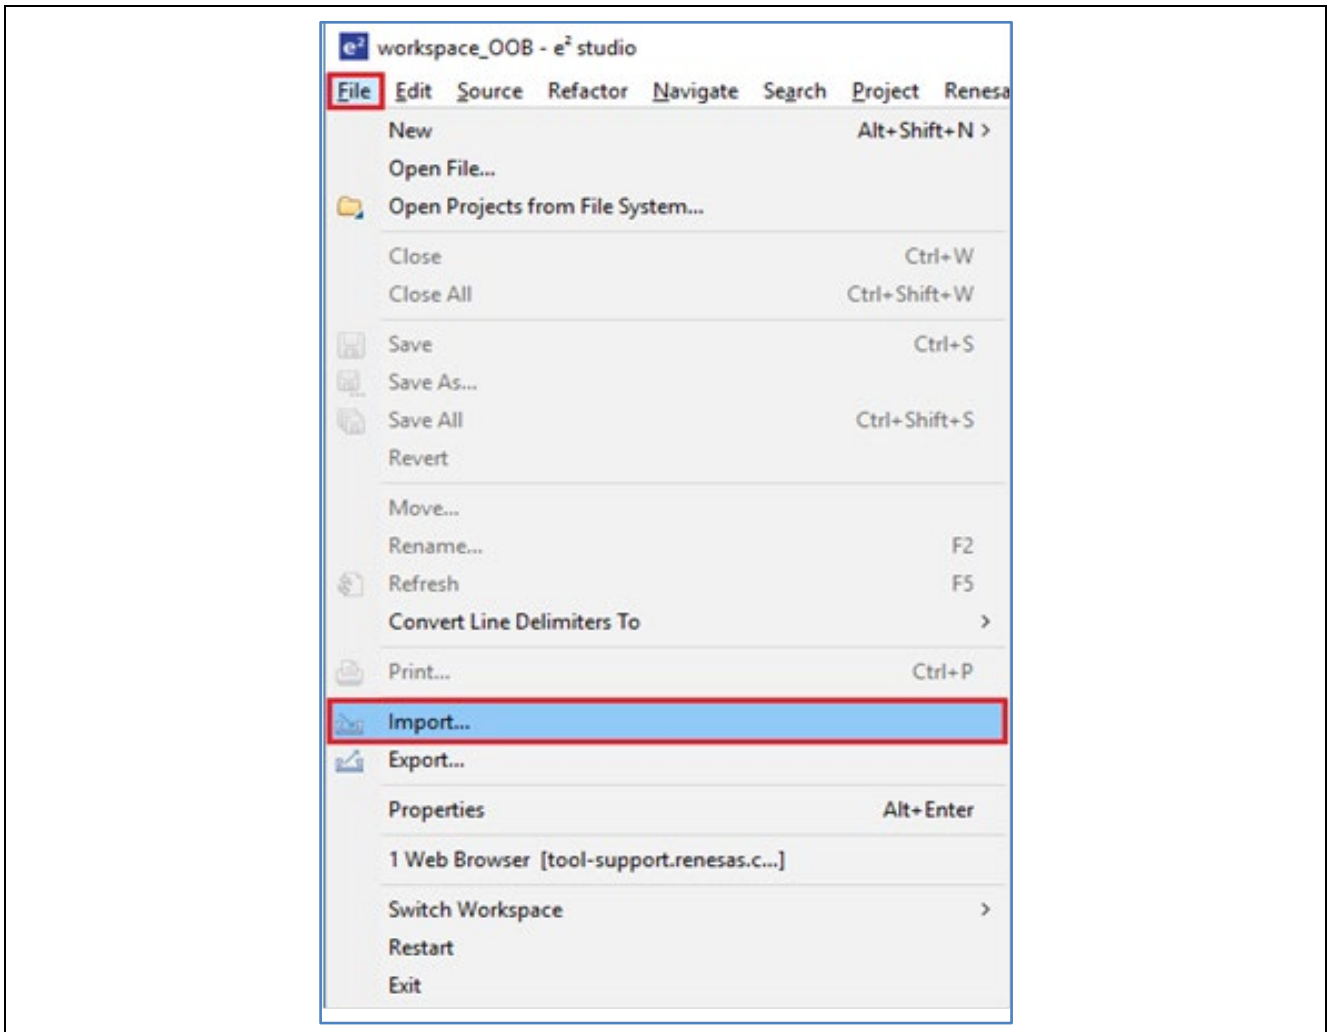 e² workspace_OOB - e² studio
File Edit Source Refactor Navigate Search Project Renesa
New Alt+Shift+N >
Open File...
Open Projects from File System...
Close Ctrl+W
Close All Ctrl+Shift+W
Save Ctrl+S
Save As...
Save All Ctrl+Shift+S
Revert
Move...
Rename... F2
Refresh F5
Convert Line Delimiters To >
Print... Ctrl+P
Import...
Export...
Properties Alt+Enter
1 Web Browser [tool-support.renesas.c...]
Switch Workspace >
Restart
Exit